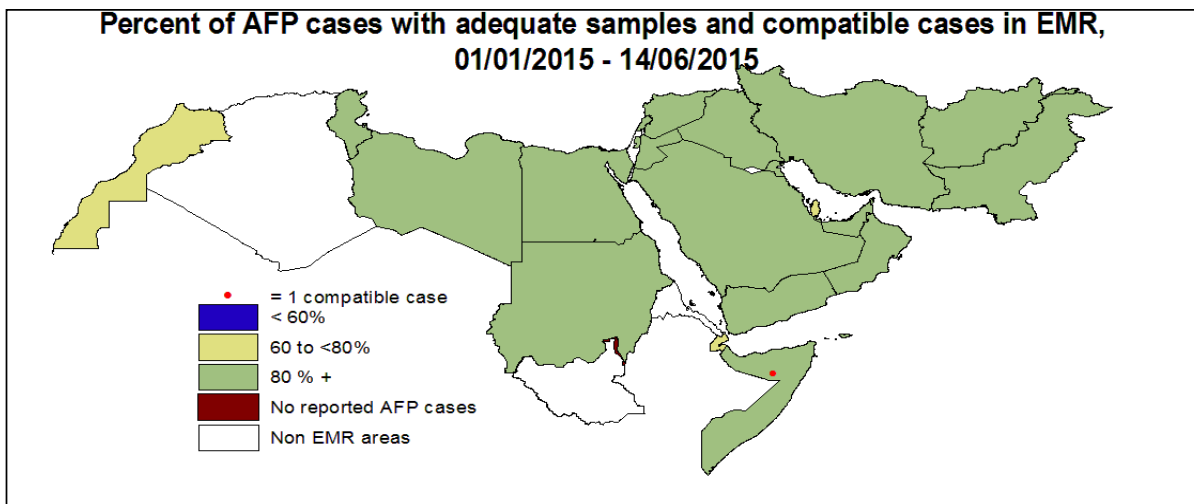 Percent of AFP cases with adequate samples and compatible cases in EMR,
01/01/2015 - 14/06/2015
= 1 compatible case
< 60%
60 to <80%
80 % +
No reported AFP cases
Non EMR areas